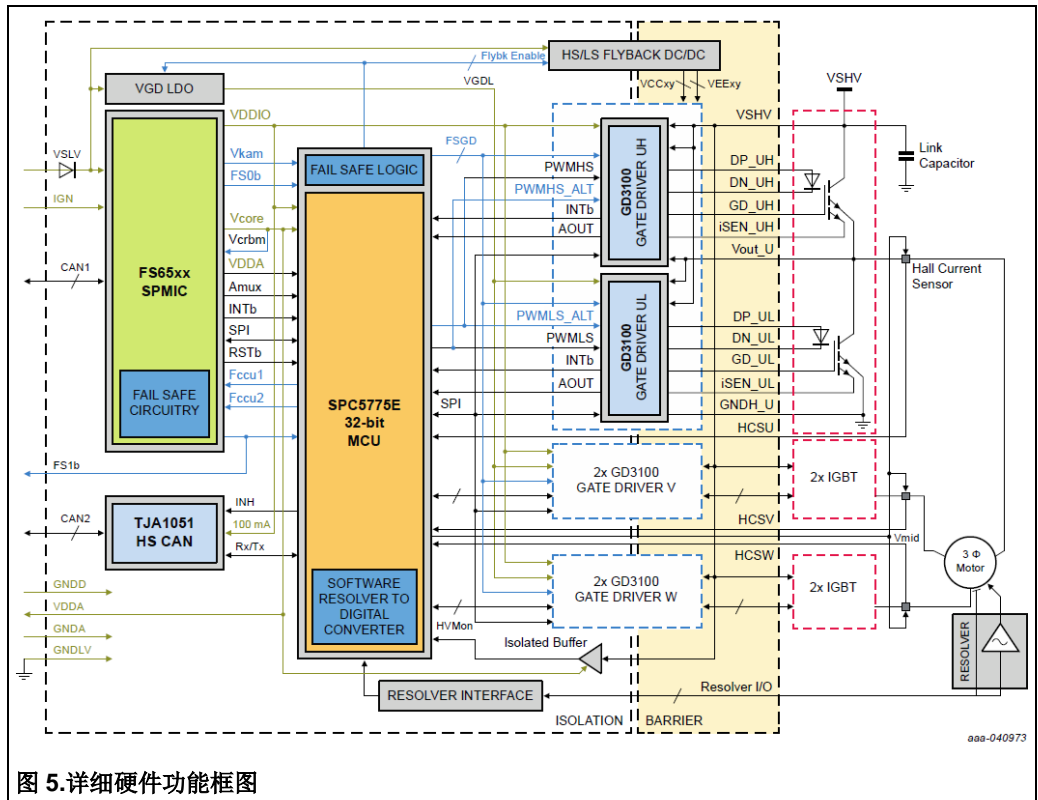 HS/LS FLYBACK DC/DC
Flybk Enable
VGDL
VCCxy
VEExy
VSHV
VGD LDO
VSLV
IGN
CAN1
FS65xx
SPMIC
FAIL SAFE
CIRCUITRY
FS1b
VDDIO
Vkam
FS0b
Vcore
Vcrbm
VDDA
Amux
INTb
SPI
RSTb
Fccu1
Fccu2
FAIL SAFE LOGIC
SPC5775E
32-bit
MCU
SOFTWARE
RESOLVER TO
DIGITAL
CONVERTER
FSGD
PWMHS
PWMHS_ALT
INTb
AOUT
GD3100
GATE DRIVER UH
VSHV
DP_UH
DN_UH
GD_UH
iSEN_UH
Vout_U
Link
Capacitor
Hall Current
Sensor
PWMLS_ALT
PWMLS
INTb
AOUT
SPI
GD3100
GATE DRIVER UL
DP_UL
DN_UL
GD_UL
iSEN_UL
GNDH_U
HCSU
2x GD3100
GATE DRIVER V
2x IGBT
HCSV
Vmid
HCSW
2x GD3100
GATE DRIVER W
2x IGBT
3 Φ
Motor
RESOLVER
CAN2
TJA1051
HS CAN
INH
100 mA
Rx/Tx
GNDD
VDDA
GNDA
GNDLV
HVMon
Isolated Buffer
RESOLVER INTERFACE
Resolver I/O
ISOLATION
BARRIER
aaa-040973
图 5.详细硬件功能框图